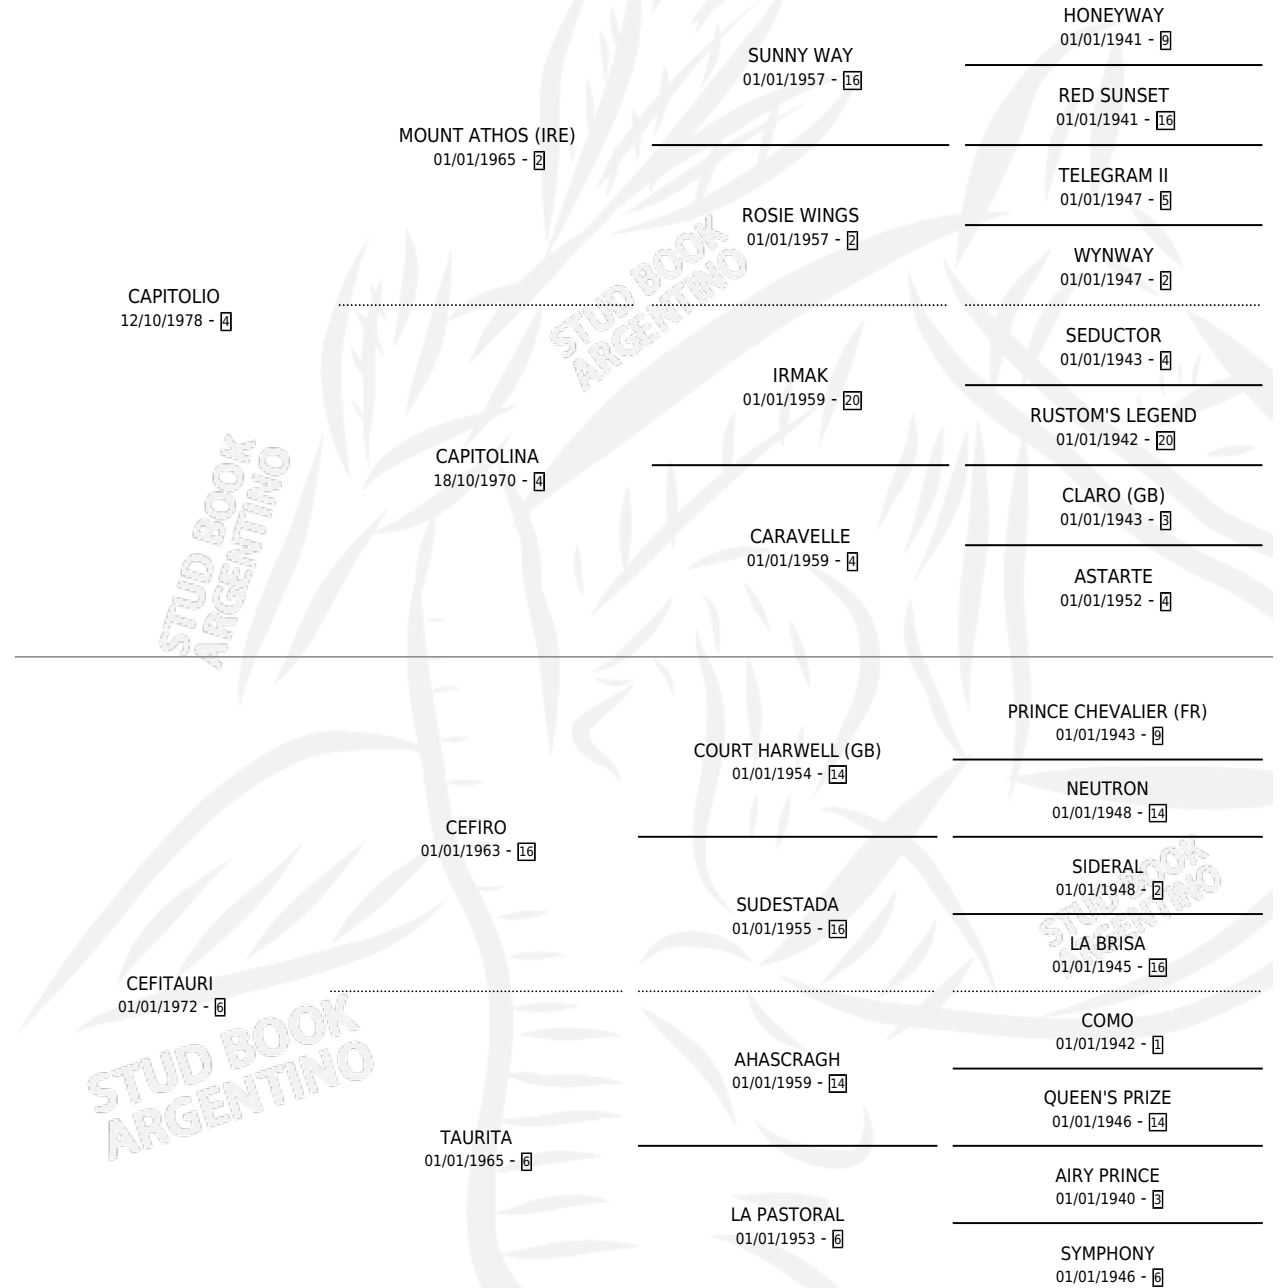 HONEYWAY
01/01/1941 - 9
SUNNY WAY
01/01/1957 - 16
RED SUNSET
01/01/1941 - 16
MOUNT ATHOS (IRE)
01/01/1965 - 2
TELEGRAM II
01/01/1947 - 5
ROSIE WINGS
01/01/1957 - 2
WYNWAY
01/01/1947 - 2
CAPITOLIO
12/10/1978 - 4
STUD BOOK
ARGENTINO
SEDUCTOR
01/01/1943 - 4
IRMAK
01/01/1959 - 20
RUSTOM'S LEGEND
01/01/1942 - 20
CAPITOLINA
18/10/1970 - 4
CLARO (GB)
01/01/1943 - 3
CARAVELLE
01/01/1959 - 4
ASTARTE
01/01/1952 - 4
STUD BOOK
ARGENTINO
PRINCE CHEVALIER (FR)
01/01/1943 - 9
COURT HARWELL (GB)
01/01/1954 - 14
NEUTRON
01/01/1948 - 14
CEFIRO
01/01/1963 - 16
SIDERAL
01/01/1948 - 2
SUDESTADA
01/01/1955 - 16
LA BRISA
01/01/1945 - 16
STUD BOOK
ARGENTINO
CEFITAURI
01/01/1972 - 6
COMO
01/01/1942 - 1
AHASCRAGH
01/01/1959 - 14
QUEEN'S PRIZE
01/01/1946 - 14
STUD BOOK
ARGENTINO
TAURITA
01/01/1965 - 6
AIRY PRINCE
01/01/1940 - 3
LA PASTORAL
01/01/1953 - 6
SYMPHONY
01/01/1946 - 6